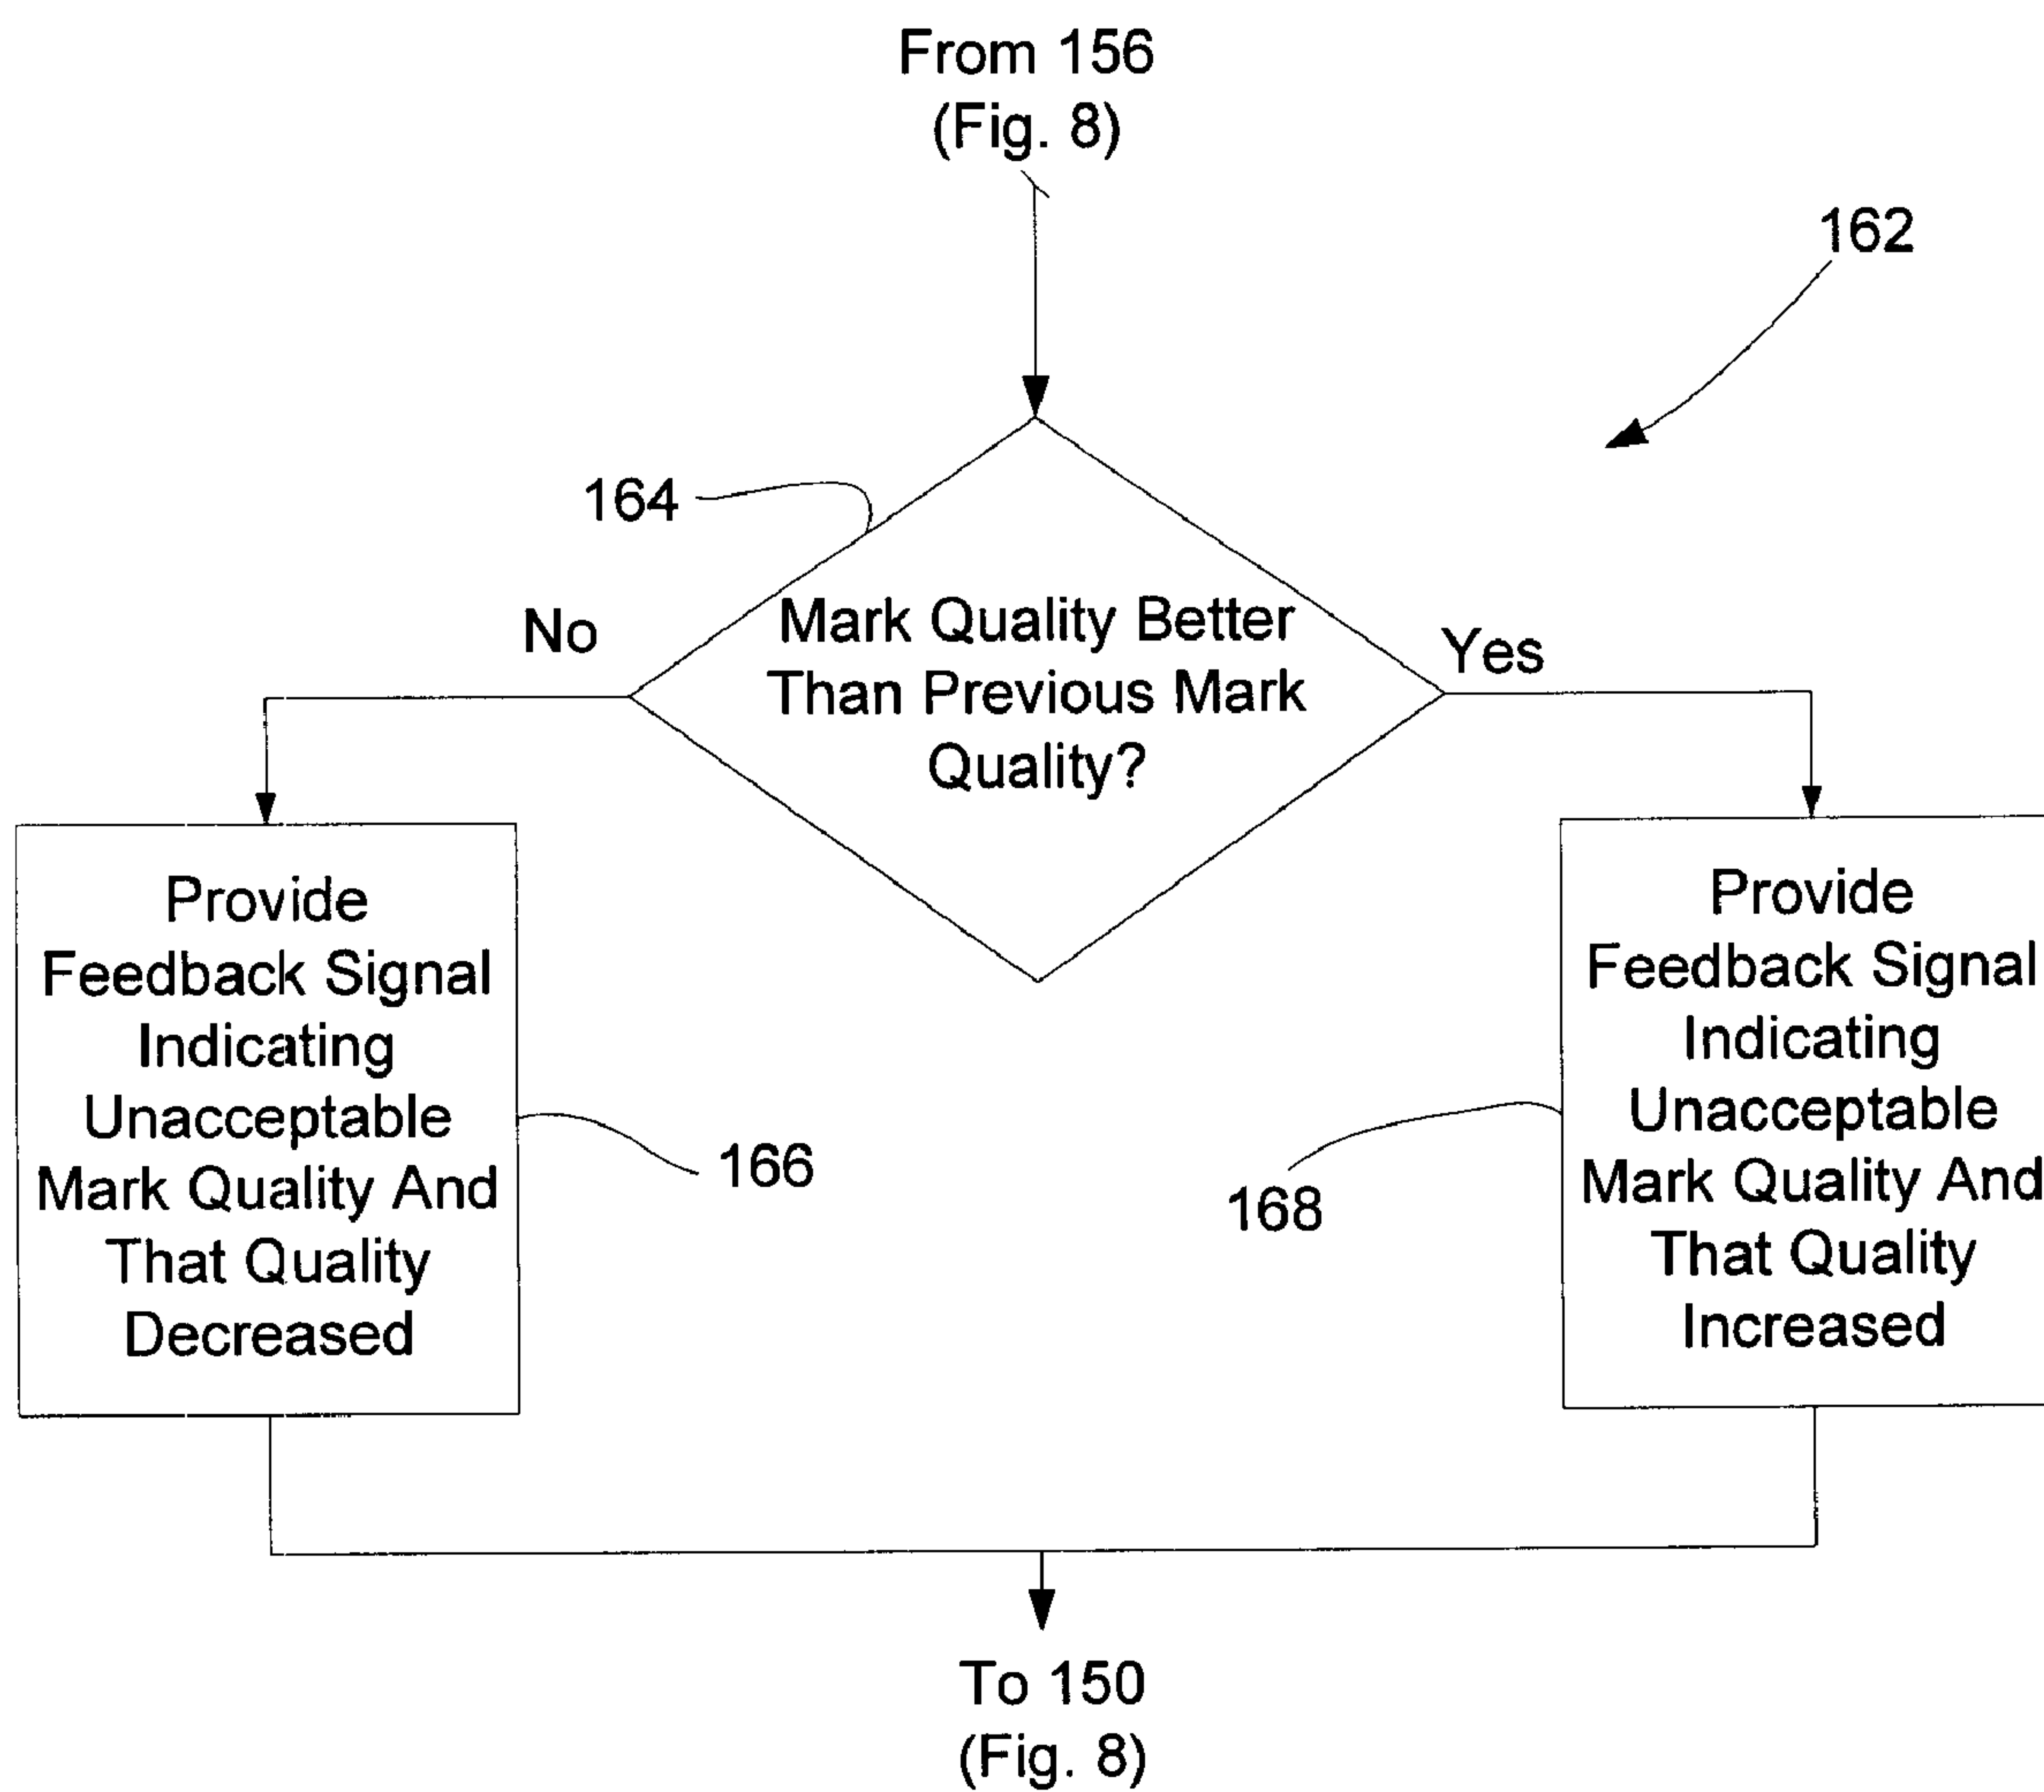 From 156
(Fig. 8)
162
164
No
Mark Quality Better
Than Previous Mark
Quality?
Yes
Provide
Feedback Signal
Indicating
Unacceptable
Mark Quality And
That Quality
Decreased
166
168
Provide
Feedback Signal
Indicating
Unacceptable
Mark Quality And
That Quality
Increased
To 150
(Fig. 8)